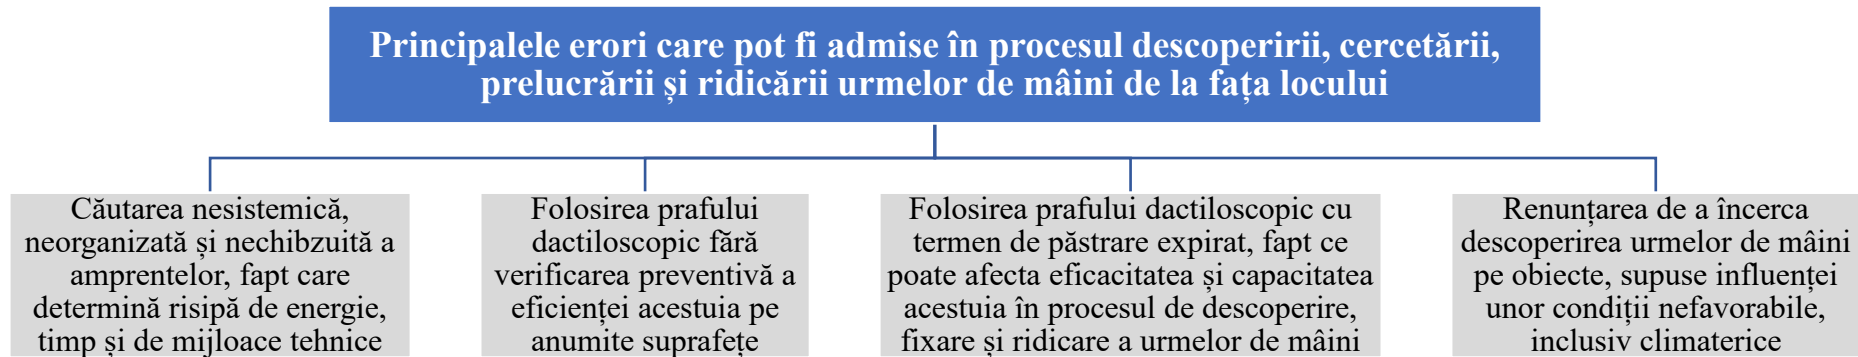 Principalele erori care pot fi admise în procesul descoperirii, cercetării,
prelucrării și ridicării urmelor de mâini de la fața locului
Căutarea nesistemică,
neorganizată și nechibzuită a
amprentelor, fapt care
determină risipă de energie,
timp și de mijloace tehnice
Folosirea prafului
dactiloscopic fără
verificarea preventivă a
eficienței acestuia pe
anumite suprafețe
Folosirea prafului dactiloscopic cu
termen de păstrare expirat, fapt ce
poate afecta eficacitatea și capacitatea
acestuia în procesul de descoperire,
fixare și ridicare a urmelor de mâini
Renunțarea de a încerca
descoperirea urmelor de mâini
pe obiecte, supuse influenței
unor condiții nefavorabile,
inclusiv climaterice